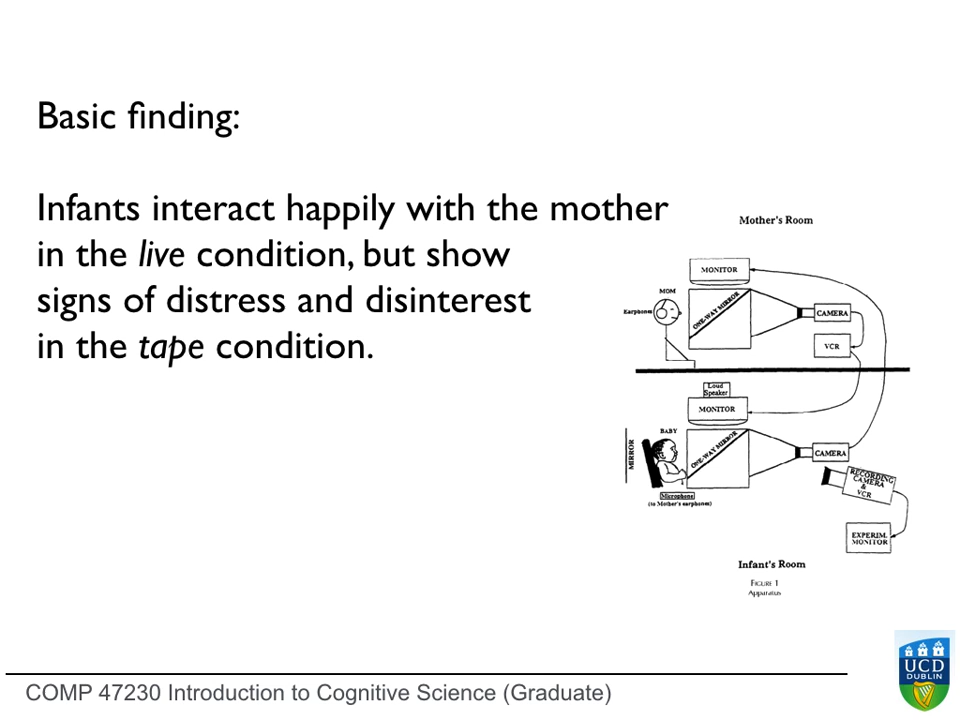 Basic finding:
Infants interact happily with the mother
in the live condition, but show
signs of distress and disinterest
in the tape condition.
Mother's Room
MONITOR
MOM
Earphones
ONE-WAY MIRROR
CAMERA
VCR
Loud
Speaker
MONITOR
MIRROR
BABY
ONE-WAY MIRROR
CAMERA
Microphone
(to Mother's earphones)
RECORDING
CAMERA
&
VCR
EXPERIM.
MONITOR
Infant's Room
FIGURE 1
Apparatus
UCD
DUBLIN
COMP 47230 Introduction to Cognitive Science (Graduate)